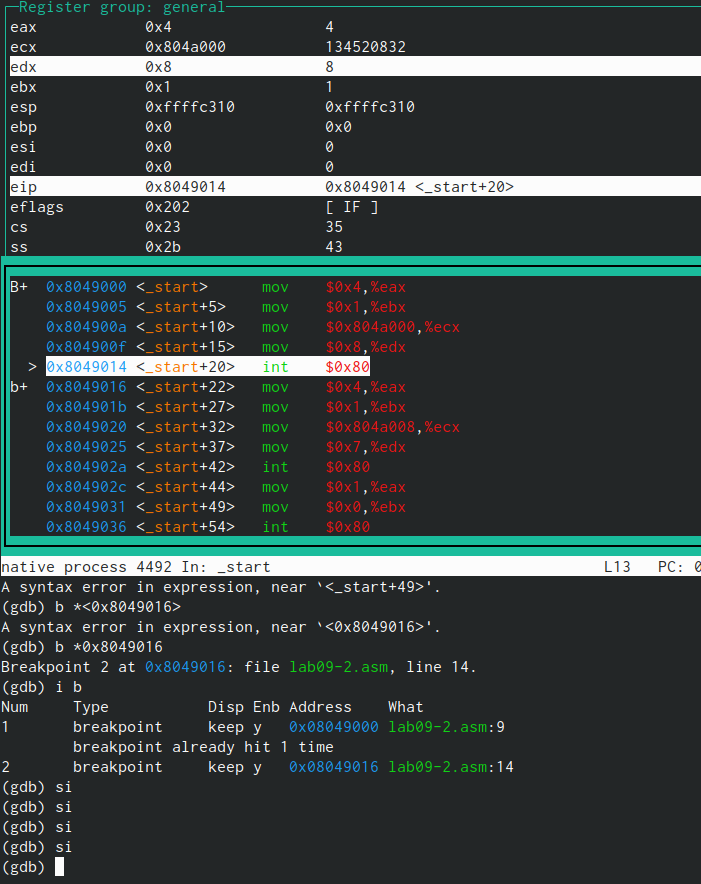 Register group: general
eax 0x4 4
ecx 0x804a000 134520832
edx 0x8 8
ebx 0x1 1
esp 0xffffc310 0xffffc310
ebp 0x0 0x0
esi 0x0 0
edi 0x0 0
eip 0x8049014 0x8049014 <_start+20>
eflags 0x202 [ IF ]
cs 0x23 35
ss 0x2b 43
B+ 0x8049000 <_start> mov $0x4,%eax
0x8049005 <_start+5> mov $0x1,%ebx
0x804900a <_start+10> mov $0x804a000,%ecx
0x804900f <_start+15> mov $0x8,%edx
> 0x8049014 <_start+20> int $0x80
b+ 0x8049016 <_start+22> mov $0x4,%eax
0x804901b <_start+27> mov $0x1,%ebx
0x8049020 <_start+32> mov $0x804a008,%ecx
0x8049025 <_start+37> mov $0x7,%edx
0x804902a <_start+42> int $0x80
0x804902c <_start+44> mov $0x1,%eax
0x8049031 <_start+49> mov $0x0,%ebx
0x8049036 <_start+54> int $0x80
native process 4492 In: _start L13 PC: 0
A syntax error in expression, near `<_start+49>'.
(gdb) b *<0x8049016>
A syntax error in expression, near `<0x8049016>'.
(gdb) b *0x8049016
Breakpoint 2 at 0x8049016: file lab09-2.asm, line 14.
(gdb) i b
Num Type Disp Enb Address What
1 breakpoint keep y 0x08049000 lab09-2.asm:9
breakpoint already hit 1 time
2 breakpoint keep y 0x08049016 lab09-2.asm:14
(gdb) si
(gdb) si
(gdb) si
(gdb) si
(gdb)